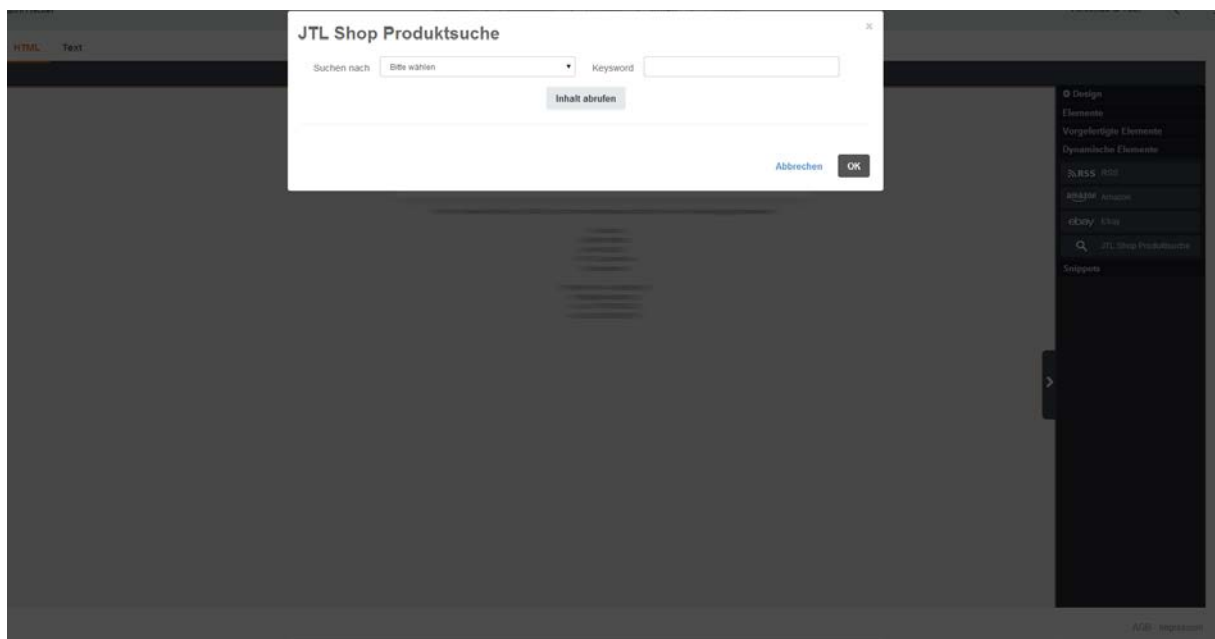 JTL Shop Produktsuche
×
HTML Text
Suchen nach Bitte wählen Keysword
Inhalt abrufen
Abbrechen OK
Design
Elemente
Vorgefertigte Elemente
Dynamische Elemente
RSS RSS
amazon Amazon
ebay Ebay
JTL Shop Produktsuche
Snippets
AGB Impressum